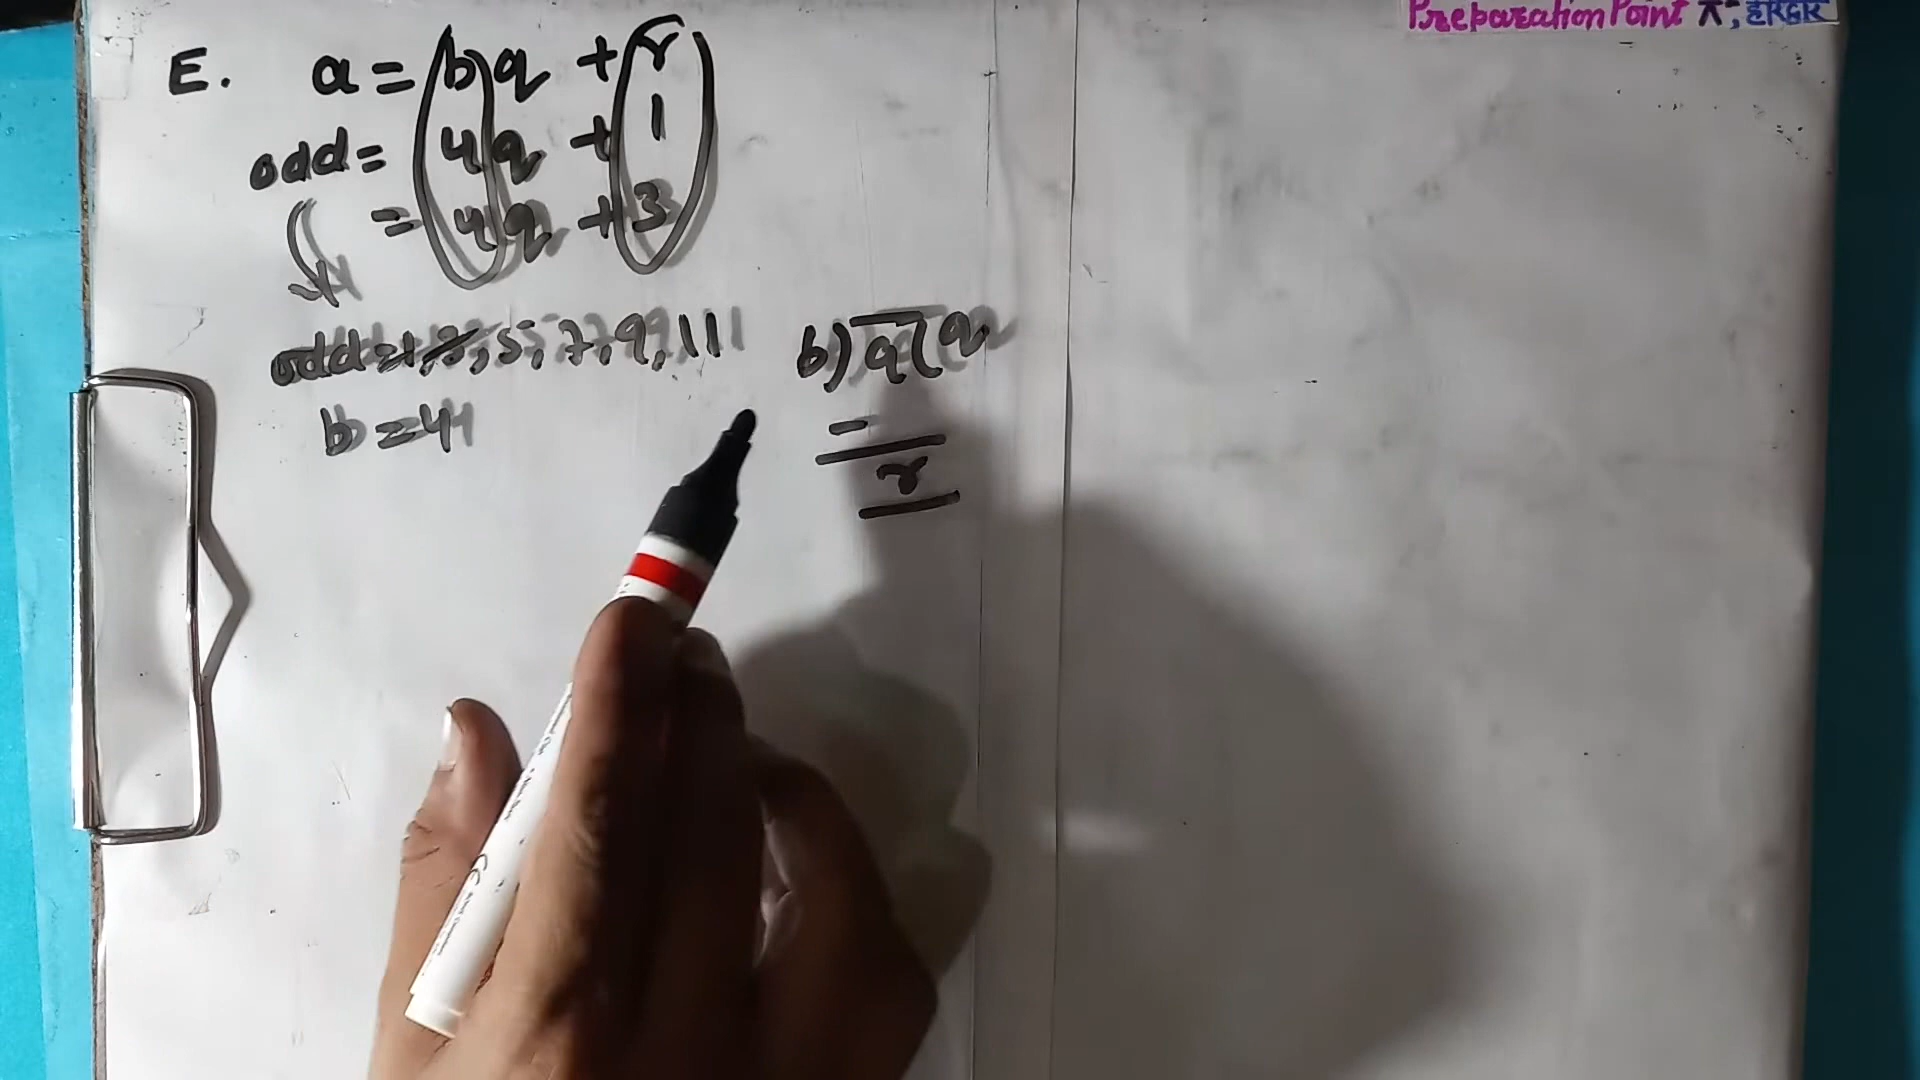 Preparation Point
E. a = bq + r
odd = 4q + 1
= 4q + 3
odd = 1, 3, 5, 7, 9, 11
b = 4
b) a ( q
-
r